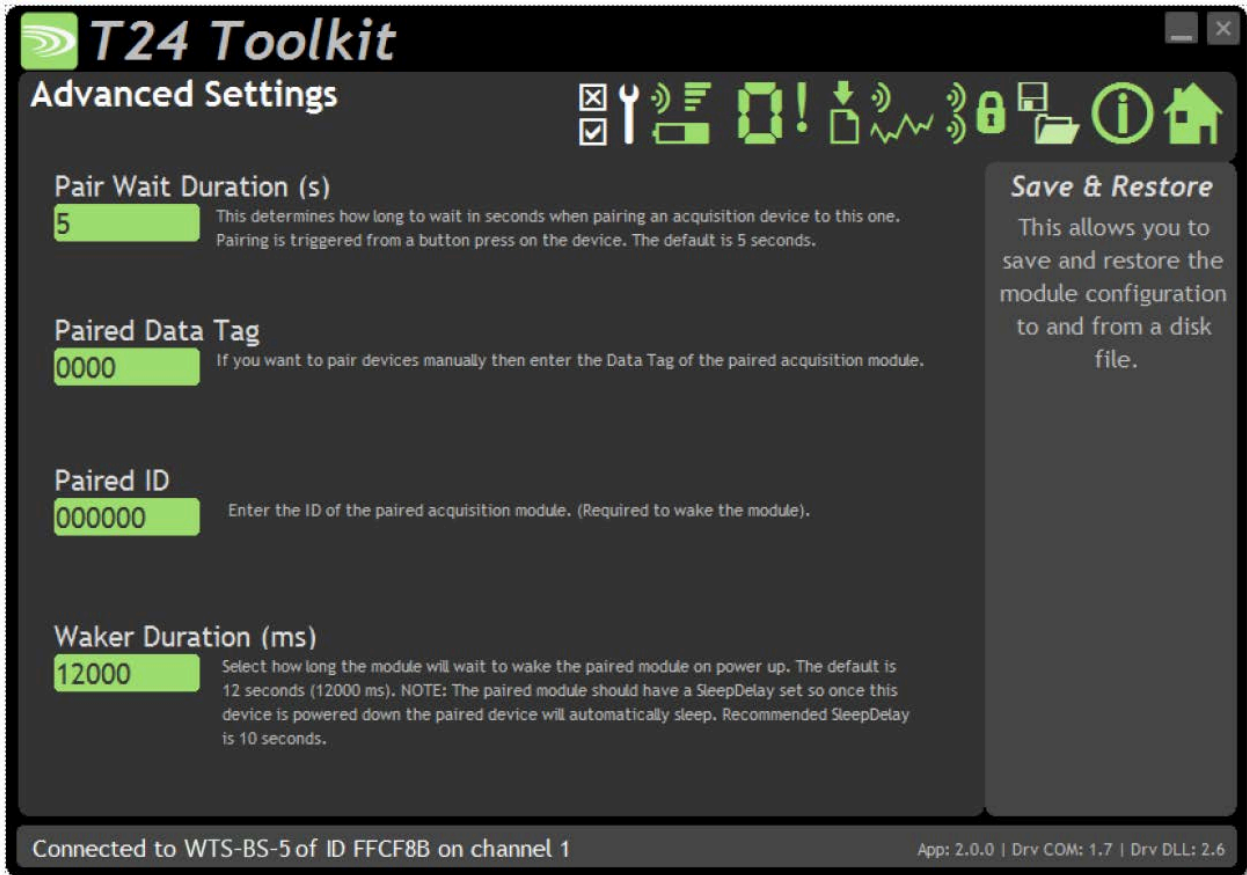 T24 Toolkit
Advanced Settings
Pair Wait Duration (s)
5
This determines how long to wait in seconds when pairing an acquisition device to this one.
Pairing is triggered from a button press on the device. The default is 5 seconds.
Paired Data Tag
0000
If you want to pair devices manually then enter the Data Tag of the paired acquisition module.
Paired ID
000000
Enter the ID of the paired acquisition module. (Required to wake the module).
Waker Duration (ms)
12000
Select how long the module will wait to wake the paired module on power up. The default is
12 seconds (12000 ms). NOTE: The paired module should have a SleepDelay set so once this
device is powered down the paired device will automatically sleep. Recommended SleepDelay
is 10 seconds.
Save & Restore
This allows you to
save and restore the
module configuration
to and from a disk
file.
Connected to WTS-BS-5 of ID FFCF8B on channel 1
App: 2.0.0 | Drv COM: 1.7 | Drv DLL: 2.6